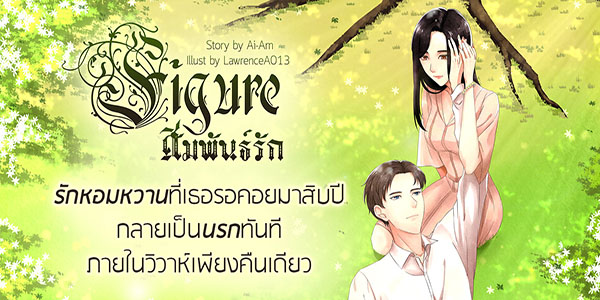 Story by Ai-Am
Illust by LawrenceA013
Figure
สัมพันธ์รัก
รักหอมหวานที่เธอรอคอยมาสิบปี
กลายเป็นนรกทันที
ภายในวิวาห์เพียงคืนเดียว